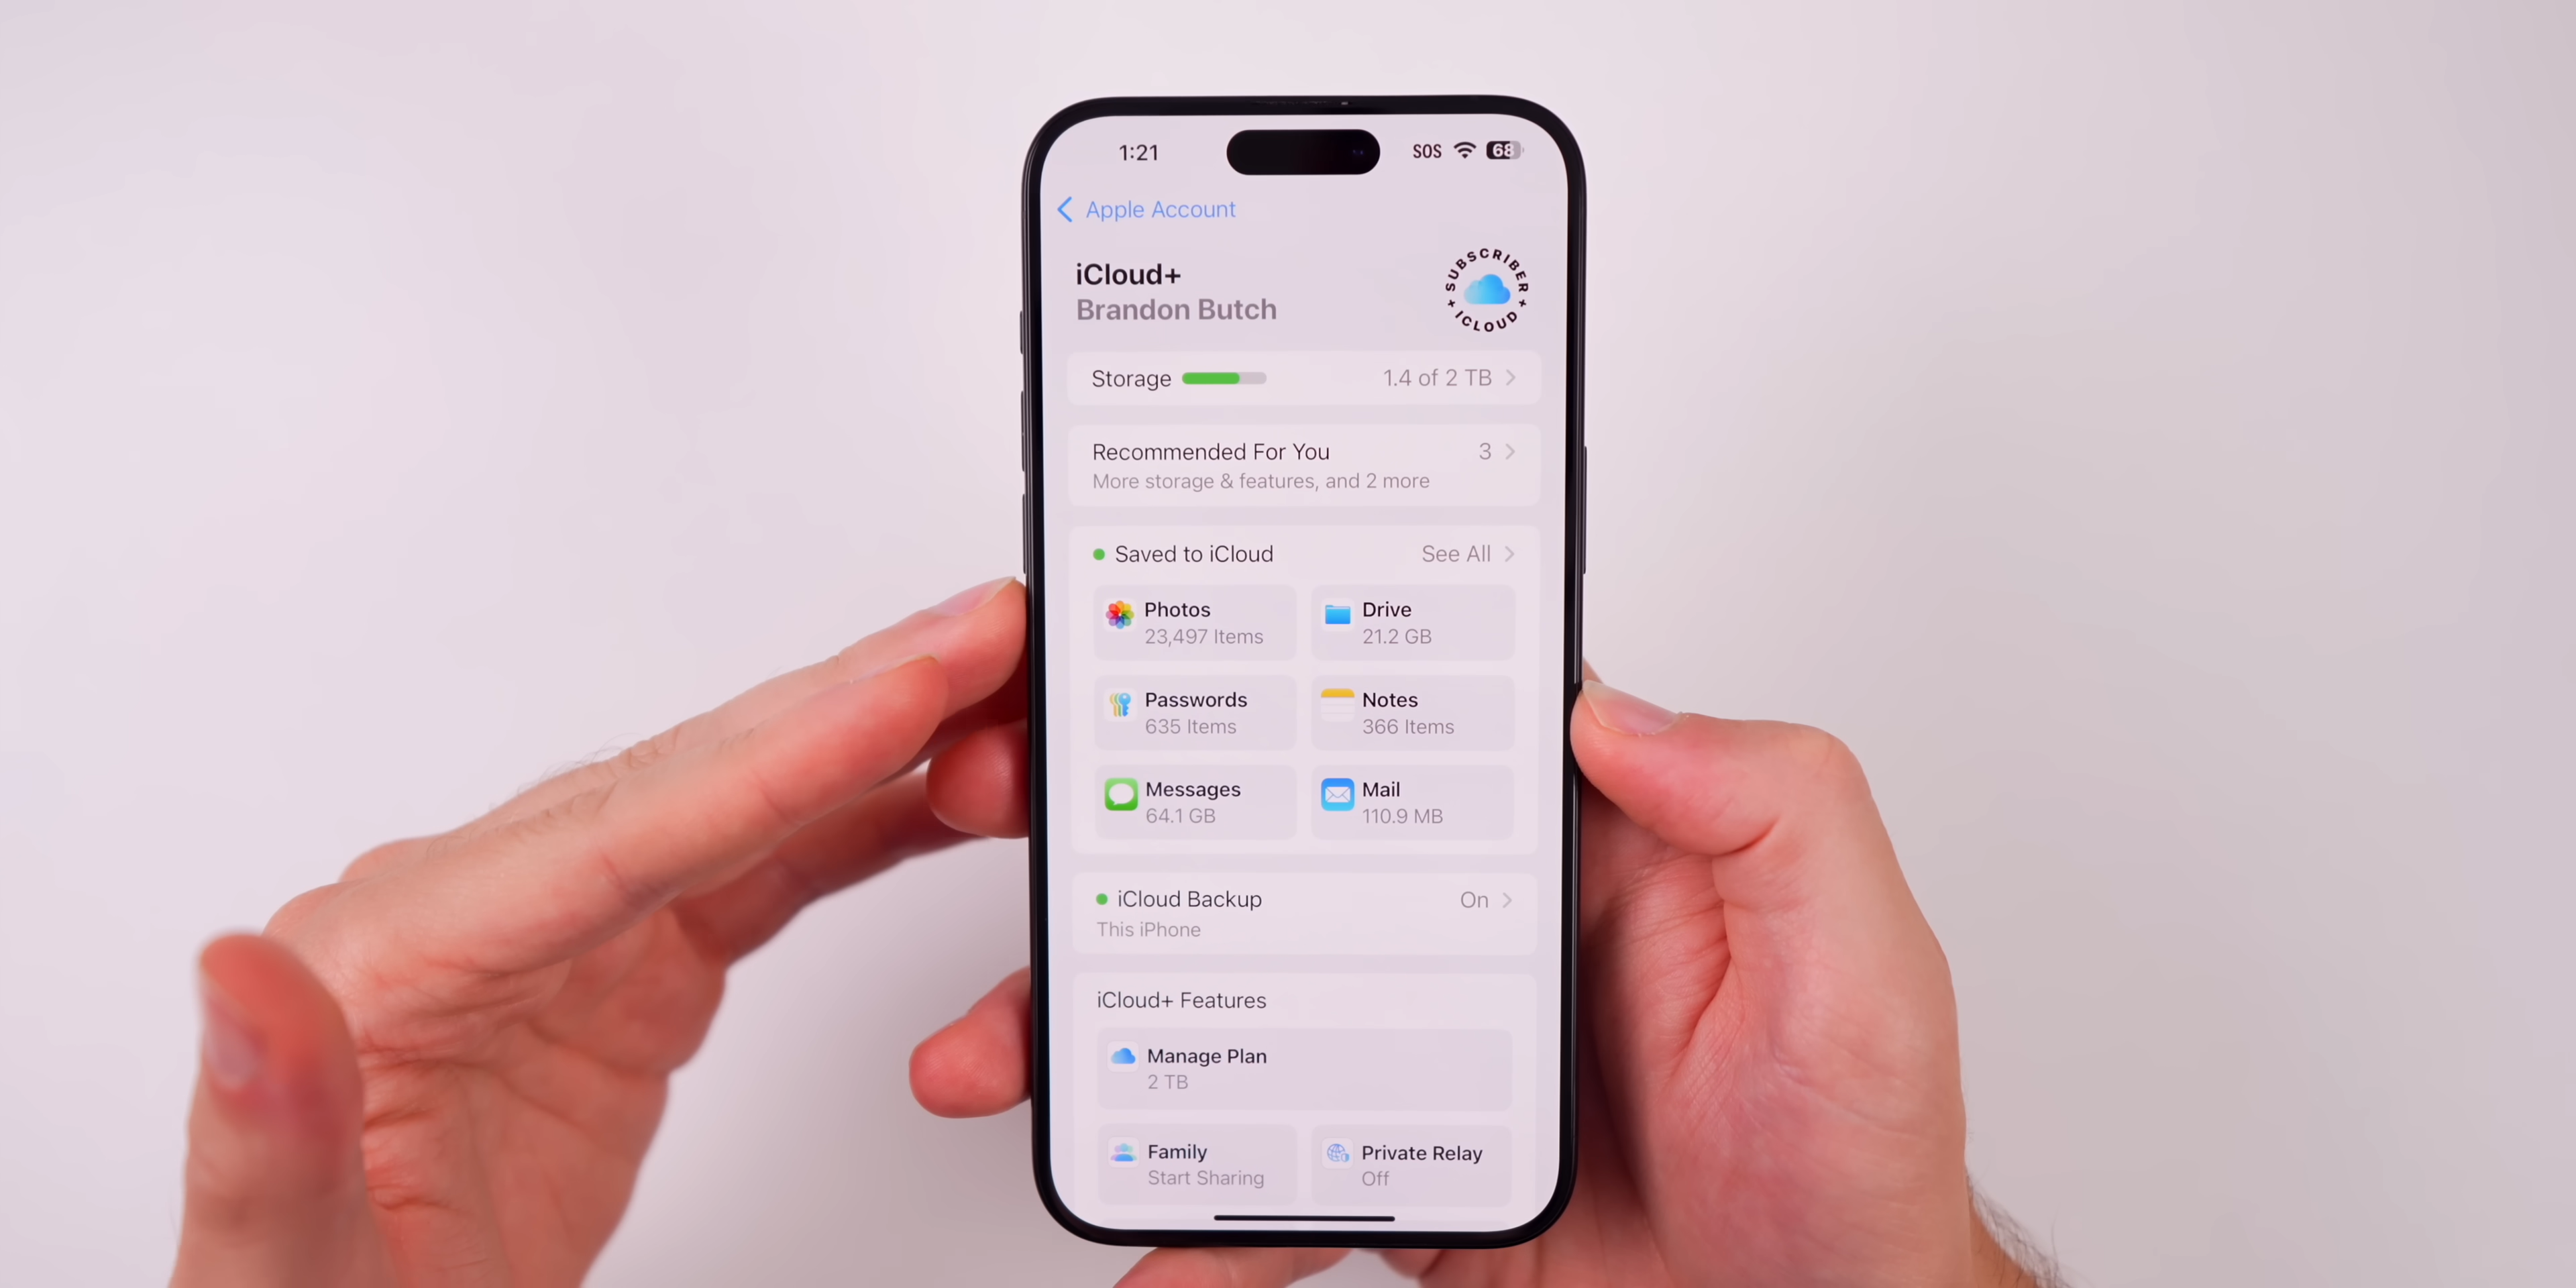 1:21
SOS 68
Apple Account
iCloud+
Brandon Butch
SUBSCRIBER
+ ICLOUD +
Storage
1.4 of 2 TB
Recommended For You
3
More storage & features, and 2 more
Saved to iCloud
See All
Photos
23,497 Items
Drive
21.2 GB
Passwords
635 Items
Notes
366 Items
Messages
64.1 GB
Mail
110.9 MB
iCloud Backup
On
This iPhone
iCloud+ Features
Manage Plan
2 TB
Family
Start Sharing
Private Relay
Off